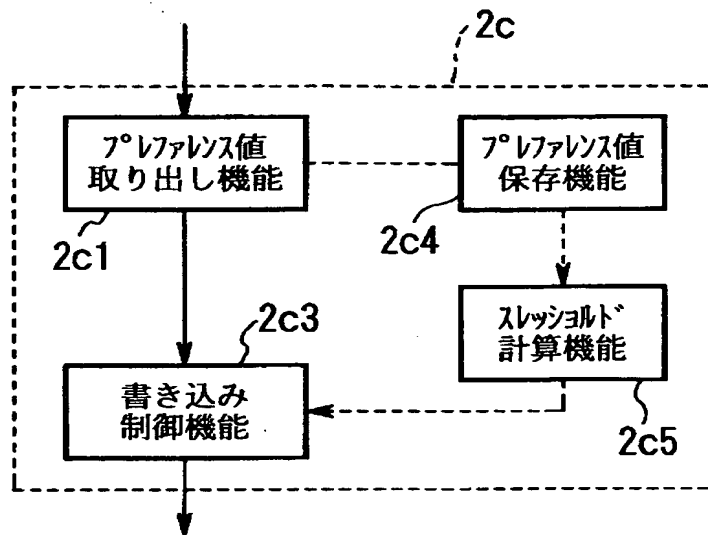 2c
ﾌﾟﾚﾌｧﾚﾝｽ値
取り出し機能
2c1
ﾌﾟﾚﾌｧﾚﾝｽ値
保存機能
2c4
ｽﾚｯｼｮﾙﾄﾞ
計算機能
2c5
2c3
書き込み
制御機能